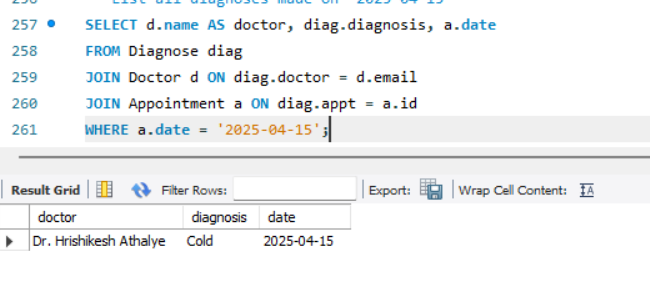 256 List all diagnoses made on '2025-04-15'
257 SELECT d.name AS doctor, diag.diagnosis, a.date
258 FROM Diagnose diag
259 JOIN Doctor d ON diag.doctor = d.email
260 JOIN Appointment a ON diag.appt = a.id
261 WHERE a.date = '2025-04-15';
Result Grid Filter Rows: Export: Wrap Cell Content:
doctor diagnosis date
Dr. Hrishikesh Athalye Cold 2025-04-15